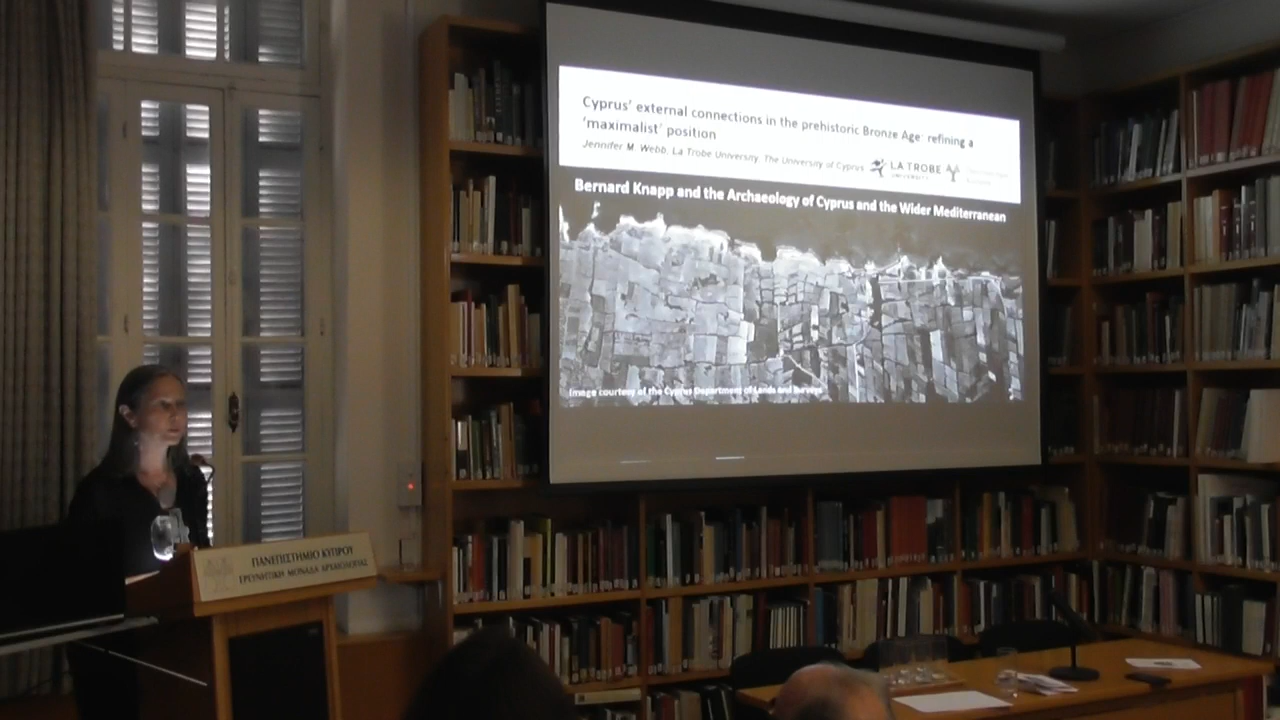 Cyprus' external connections in the prehistoric Bronze Age: refining a
'maximalist' position
Jennifer M. Webb, La Trobe University, The University of Cyprus
LA TROBE
UNIVERSITY
Bernard Knapp and the Archaeology of Cyprus and the Wider Mediterranean
Image courtesy of the Cyprus Department of Lands and Surveys
ΠΑΝΕΠΙΣΤΗΜΙΟ ΚΥΠΡΟΥ
ΕΡΕΥΝΗΤΙΚΗ ΜΟΝΑΔΑ ΑΡΧΑΙΟΛΟΓΙΑΣ